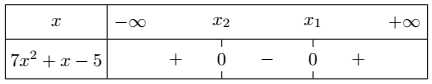 x −∞ x₂ x₁ +∞
7x² + x − 5 + 0 − 0 +